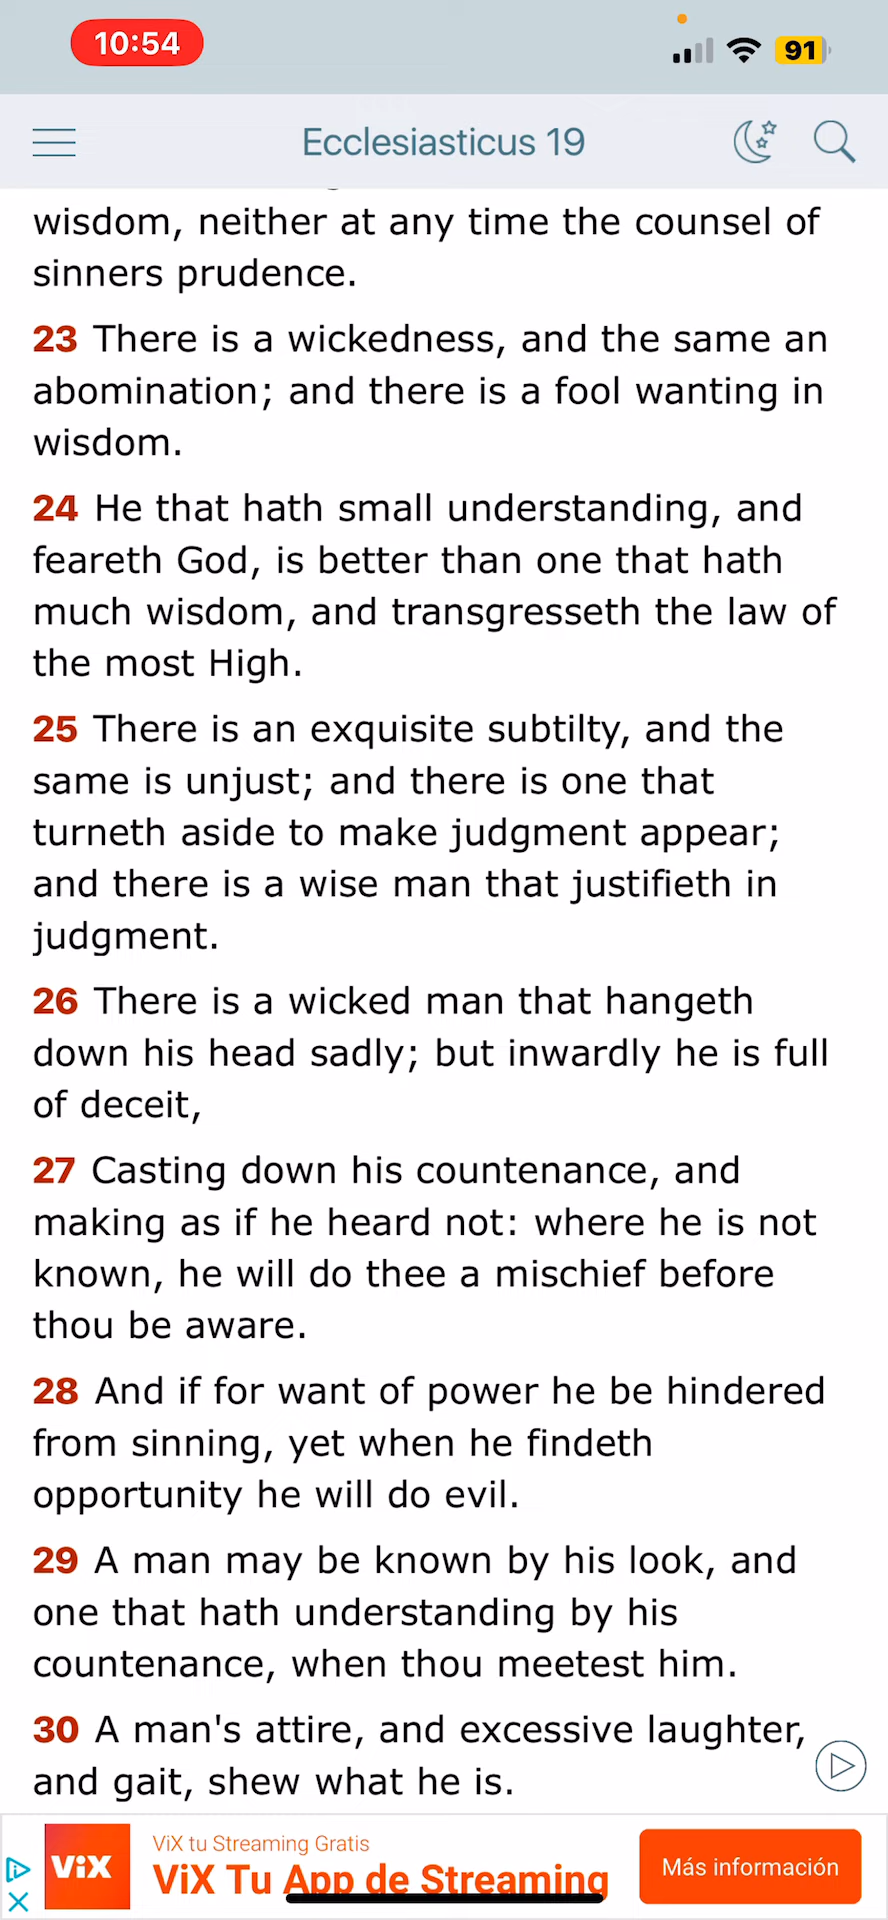 10:54
91
Ecclesiasticus 19
wisdom, neither at any time the counsel of
sinners prudence.
23 There is a wickedness, and the same an
abomination; and there is a fool wanting in
wisdom.
24 He that hath small understanding, and
feareth God, is better than one that hath
much wisdom, and transgresseth the law of
the most High.
25 There is an exquisite subtilty, and the
same is unjust; and there is one that
turneth aside to make judgment appear;
and there is a wise man that justifieth in
judgment.
26 There is a wicked man that hangeth
down his head sadly; but inwardly he is full
of deceit,
27 Casting down his countenance, and
making as if he heard not: where he is not
known, he will do thee a mischief before
thou be aware.
28 And if for want of power he be hindered
from sinning, yet when he findeth
opportunity he will do evil.
29 A man may be known by his look, and
one that hath understanding by his
countenance, when thou meetest him.
30 A man's attire, and excessive laughter,
and gait, shew what he is.
ViX
ViX tu Streaming Gratis
ViX Tu App de Streaming
Más información